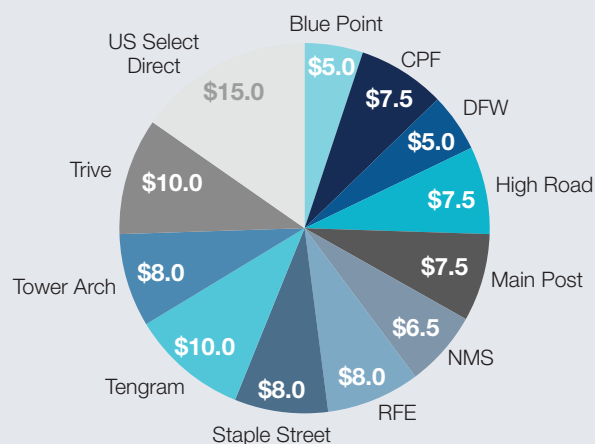 Blue Point
$5.0
CPF
$7.5
DFW
$5.0
High Road
$7.5
Main Post
$7.5
NMS
$6.5
RFE
$8.0
Staple Street
$8.0
Tengram
$10.0
Tower Arch
$8.0
Trive
$10.0
US Select
Direct
$15.0